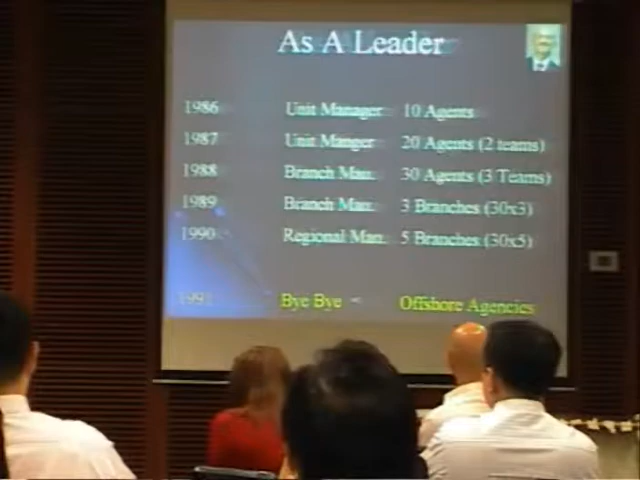 As A Leader
1986 Unit Manager 10 Agents
1987 Unit Manger 20 Agents (2 teams)
1988 Branch Man. 30 Agents (3 Teams)
1989 Branch Man. 3 Branches (30x3)
1990 Regional Man. 5 Branches (30x5)
1991 Bye Bye Offshore Agencies